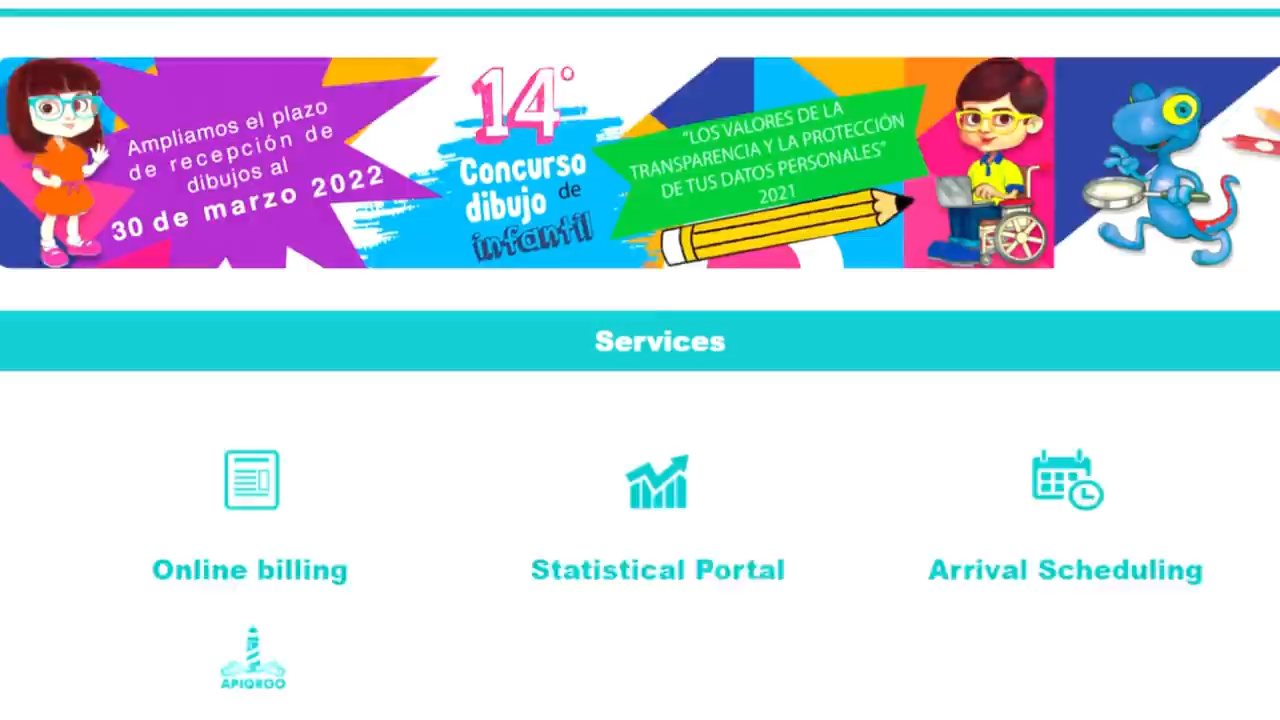 Ampliamos el plazo
de recepción de
dibujos al
30 de marzo 2022
14°
Concurso
dibujo de
infantil
"LOS VALORES DE LA
TRANSPARENCIA Y LA PROTECCIÓN
DE TUS DATOS PERSONALES"
2021
Services
Online billing
Statistical Portal
Arrival Scheduling
APIQROO